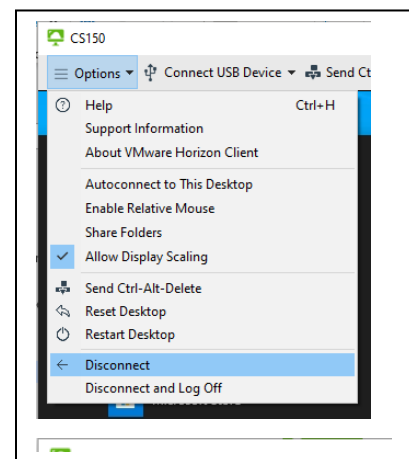 CS150
Options Connect USB Device Send Ct
Help Ctrl+H
Support Information
About VMware Horizon Client
Autoconnect to This Desktop
Enable Relative Mouse
Share Folders
Allow Display Scaling
Send Ctrl-Alt-Delete
Reset Desktop
Restart Desktop
Disconnect
Disconnect and Log Off